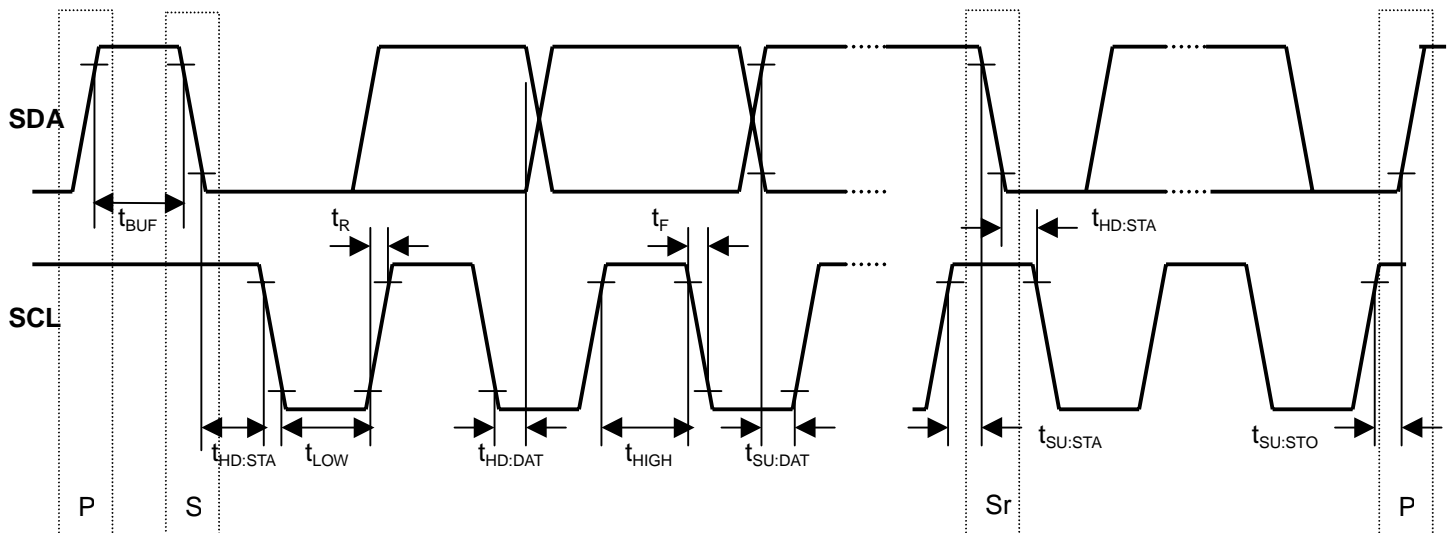 SDA
t_BUF
t_R
t_F
t_HD:STA
SCL
t_HD:STA
t_LOW
t_HD:DAT
t_HIGH
t_SU:DAT
t_SU:STA
t_SU:STO
P
S
Sr
P